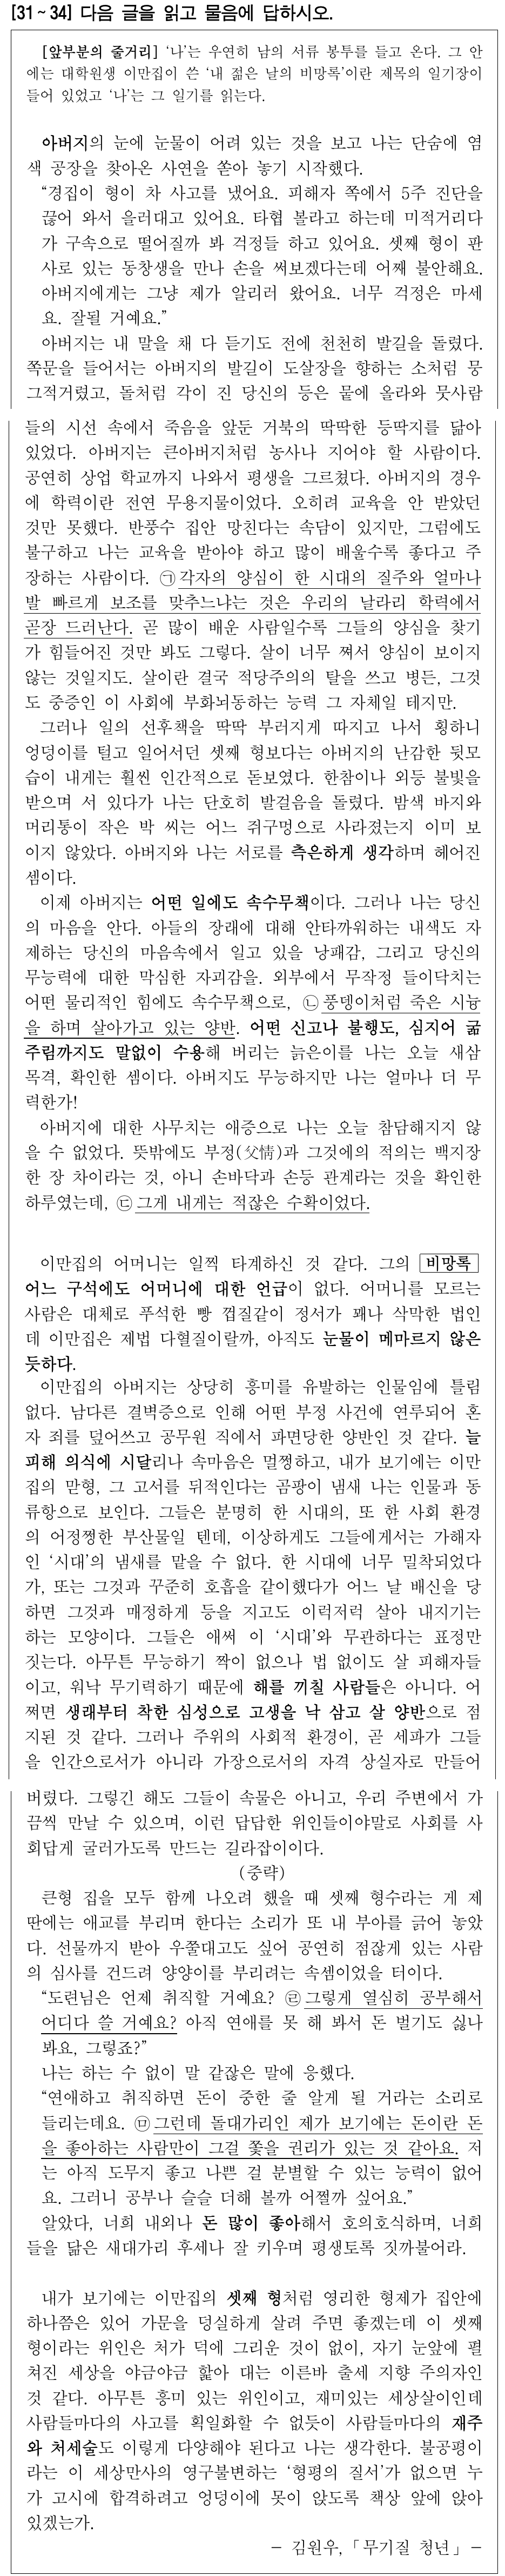 [31~34] 다음 글을 읽고 물음에 답하시오.
[앞부분의 줄거리] ‘나’는 우연히 남의 서류 봉투를 들고 온다. 그 안
에는 대학원생 이만집이 쓴 ‘내 젊은 날의 비망록’이란 제목의 일기장이
들어 있었고 ‘나’는 그 일기를 읽는다.
아버지의 눈에 눈물이 어려 있는 것을 보고 나는 단숨에 염
색 공장을 찾아온 사연을 쏟아 놓기 시작했다.
“경집이 형이 차 사고를 냈어요. 피해자 쪽에서 5주 진단을
끊어 와서 을러대고 있어요. 타협 볼라고 하는데 미적거리다
가 구속으로 떨어질까 봐 걱정들 하고 있어요. 셋째 형이 판
사로 있는 동창생을 만나 손을 써보겠다는데 어째 불안해요.
아버지에게는 그냥 제가 알리러 왔어요. 너무 걱정은 마세
요. 잘될 거예요.”
아버지는 내 말을 채 다 듣기도 전에 천천히 발길을 돌렸다.
쪽문을 들어서는 아버지의 발길이 도살장을 향하는 소처럼 뭉
그적거렸고, 돌처럼 각이 진 당신의 등은 뭍에 올라와 뭇사람
들의 시선 속에서 죽음을 앞둔 거북의 딱딱한 등딱지를 닮아
있었다. 아버지는 큰아버지처럼 농사나 지어야 할 사람이다.
공연히 상업 학교까지 나와서 평생을 그르쳤다. 아버지의 경우
에 학력이란 전연 무용지물이었다. 오히려 교육을 안 받았던
것만 못했다. 반풍수 집안 망친다는 속담이 있지만, 그럼에도
불구하고 나는 교육을 받아야 하고 많이 배울수록 좋다고 주
장하는 사람이다. ㉠각자의 양심이 한 시대의 질주와 얼마나
발 빠르게 보조를 맞추느냐는 것은 우리의 날라리 학력에서
곧장 드러난다. 곧 많이 배운 사람일수록 그들의 양심을 찾기
가 힘들어진 것만 봐도 그렇다. 살이 너무 쪄서 양심이 보이지
않는 것일지도. 살이란 결국 적당주의의 탈을 쓰고 병든, 그것
도 중증인 이 사회에 부화뇌동하는 능력 그 자체일 테지만.
그러나 일의 선후책을 딱딱 부러지게 따지고 나서 휭하니
엉덩이를 털고 일어서던 셋째 형보다는 아버지의 난감한 뒷모
습이 내게는 훨씬 인간적으로 돋보였다. 한참이나 외등 불빛을
받으며 서 있다가 나는 단호히 발걸음을 돌렸다. 밤색 바지와
머리통이 작은 박 씨는 어느 쥐구멍으로 사라졌는지 이미 보
이지 않았다. 아버지와 나는 서로를 측은하게 생각하며 헤어진
셈이다.
이제 아버지는 어떤 일에도 속수무책이다. 그러나 나는 당신
의 마음을 안다. 아들의 장래에 대해 안타까워하는 내색도 자
제하는 당신의 마음속에서 일고 있을 낭패감, 그리고 당신의
무능력에 대한 막심한 자괴감을. 외부에서 무작정 들이닥치는
어떤 물리적인 힘에도 속수무책으로, ㉡풍뎅이처럼 죽은 시늉
을 하며 살아가고 있는 양반. 어떤 신고나 불행도, 심지어 굶
주림까지도 말없이 수용해 버리는 늙은이를 나는 오늘 새삼
목격, 확인한 셈이다. 아버지도 무능하지만 나는 얼마나 더 무
력한가!
아버지에 대한 사무치는 애증으로 나는 오늘 참담해지지 않
을 수 없었다. 뜻밖에도 부정(父情)과 그것에의 적의는 백지장
한 장 차이라는 것, 아니 손바닥과 손등 관계라는 것을 확인한
하루였는데, ㉢그게 내게는 적잖은 수확이었다.
이만집의 어머니는 일찍 타계하신 것 같다. 그의 비망록
어느 구석에도 어머니에 대한 언급이 없다. 어머니를 모르는
사람은 대체로 푸석한 빵 껍질같이 정서가 꽤나 삭막한 법인
데 이만집은 제법 다혈질이랄까, 아직도 눈물이 메마르지 않은
듯하다.
이만집의 아버지는 상당히 흥미를 유발하는 인물임에 틀림
없다. 남다른 결벽증으로 인해 어떤 부정 사건에 연루되어 혼
자 죄를 덮어쓰고 공무원 직에서 파면당한 양반인 것 같다. 늘
피해 의식에 시달리나 속마음은 멀쩡하고, 내가 보기에는 이만
집의 맏형, 그 고서를 뒤적인다는 곰팡이 냄새 나는 인물과 동
류항으로 보인다. 그들은 분명히 한 시대의, 또 한 사회 환경
의 어정쩡한 부산물일 텐데, 이상하게도 그들에게서는 가해자
인 ‘시대’의 냄새를 맡을 수 없다. 한 시대에 너무 밀착되었다
가, 또는 그것과 꾸준히 호흡을 같이했다가 어느 날 배신을 당
하면 그것과 매정하게 등을 지고도 이럭저럭 살아 내지기는
하는 모양이다. 그들은 애써 이 ‘시대’와 무관하다는 표정만
짓는다. 아무튼 무능하기 짝이 없으나 법 없이도 살 피해자들
이고, 워낙 무기력하기 때문에 해를 끼칠 사람들은 아니다. 어
쩌면 생래부터 착한 심성으로 고생을 낙 삼고 살 양반으로 점
지된 것 같다. 그러나 주위의 사회적 환경이, 곧 세파가 그들
을 인간으로서가 아니라 가장으로서의 자격 상실자로 만들어
버렸다. 그렇긴 해도 그들이 속물은 아니고, 우리 주변에서 가
끔씩 만날 수 있으며, 이런 답답한 위인들이야말로 사회를 사
회답게 굴러가도록 만드는 길라잡이이다.
(중략)
큰형 집을 모두 함께 나오려 했을 때 셋째 형수라는 게 제
딴에는 애교를 부리며 한다는 소리가 또 내 부아를 긁어 놓았
다. 선물까지 받아 우쭐대고도 싶어 공연히 점잖게 있는 사람
의 심사를 건드려 양양이를 부리려는 속셈이었을 터이다.
“도련님은 언제 취직할 거예요? ㉣그렇게 열심히 공부해서
어디다 쓸 거예요? 아직 연애를 못 해 봐서 돈 벌기도 싫나
봐요, 그렇죠?”
나는 하는 수 없이 말 같잖은 말에 응했다.
“연애하고 취직하면 돈이 중한 줄 알게 될 거라는 소리로
들리는데요. ㉤그런데 돌대가리인 제가 보기에는 돈이란 돈
을 좋아하는 사람만이 그걸 좇을 권리가 있는 것 같아요. 저
는 아직 도무지 좋고 나쁜 걸 분별할 수 있는 능력이 없어
요. 그러니 공부나 슬슬 더해 볼까 어쩔까 싶어요.”
알았다, 너희 내외나 돈 많이 좋아해서 호의호식하며, 너희
들을 닮은 새대가리 후세나 잘 키우며 평생토록 짓까불어라.
내가 보기에는 이만집의 셋째 형처럼 영리한 형제가 집안에
하나쯤은 있어 가문을 덩실하게 살려 주면 좋겠는데 이 셋째
형이라는 위인은 처가 덕에 그리운 것이 없이, 자기 눈앞에 펼
쳐진 세상을 야금야금 핥아 대는 이른바 출세 지향 주의자인
것 같다. 아무튼 흥미 있는 위인이고, 재미있는 세상살이인데
사람들마다의 사고를 획일화할 수 없듯이 사람들마다의 재주
와 처세술도 이렇게 다양해야 된다고 나는 생각한다. 불공평이
라는 이 세상만사의 영구불변하는 ‘형평의 질서’가 없으면 누
가 고시에 합격하려고 엉덩이에 못이 앉도록 책상 앞에 앉아
있겠는가.
- 김원우, 「무기질 청년」 -